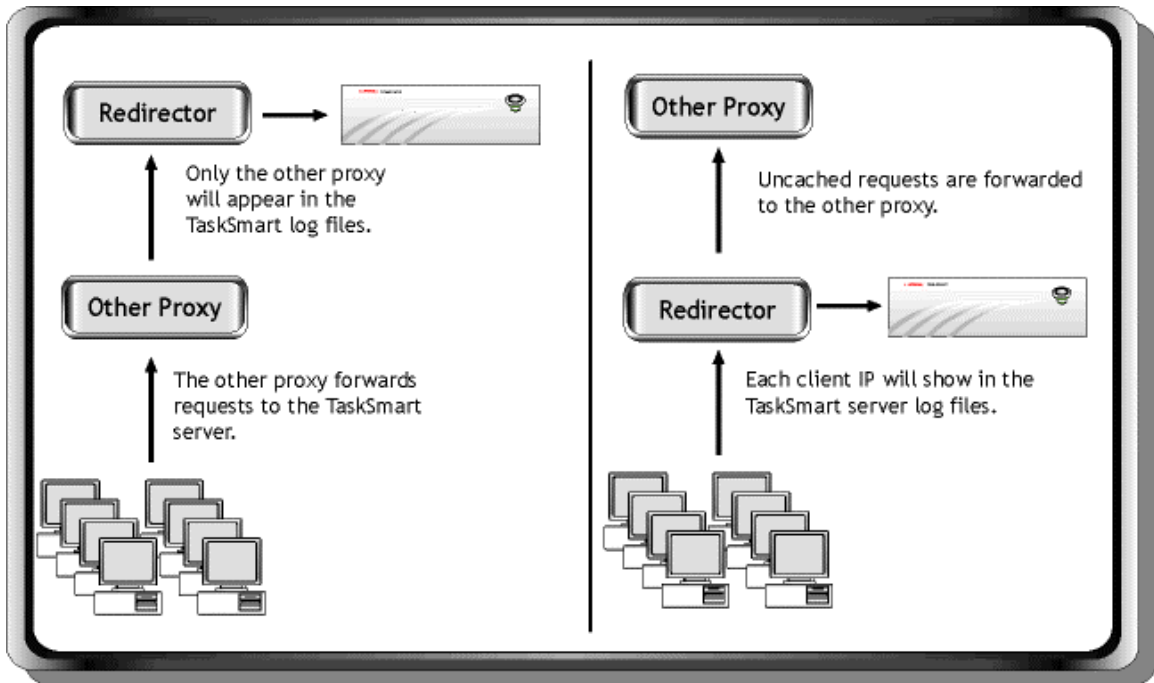 Redirector
Only the other proxy
will appear in the
TaskSmart log files.
Other Proxy
The other proxy forwards
requests to the TaskSmart
server.
Other Proxy
Uncached requests are forwarded
to the other proxy.
Redirector
Each client IP will show in the
TaskSmart server log files.